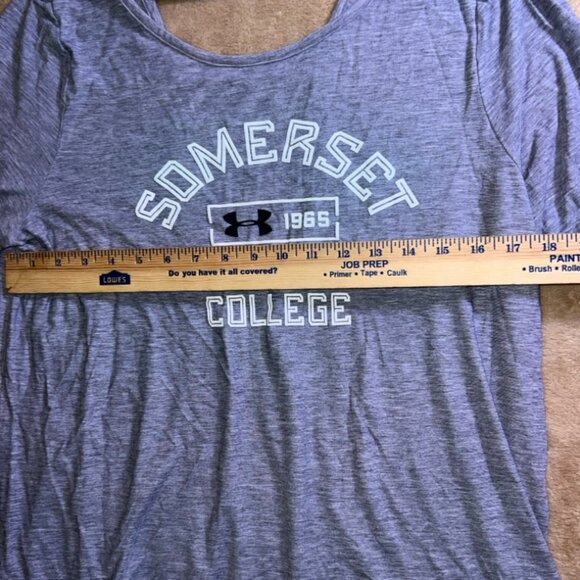 SOMERSET
1965
1 2 3 4 5 6 7 8 9 10 11 12 13 14 15 16 17 18
LOWE'S
Do you have it all covered?
JOB PREP
• Primer • Tape • Caulk
PAINT
• Brush • Rolle
COLLEGE